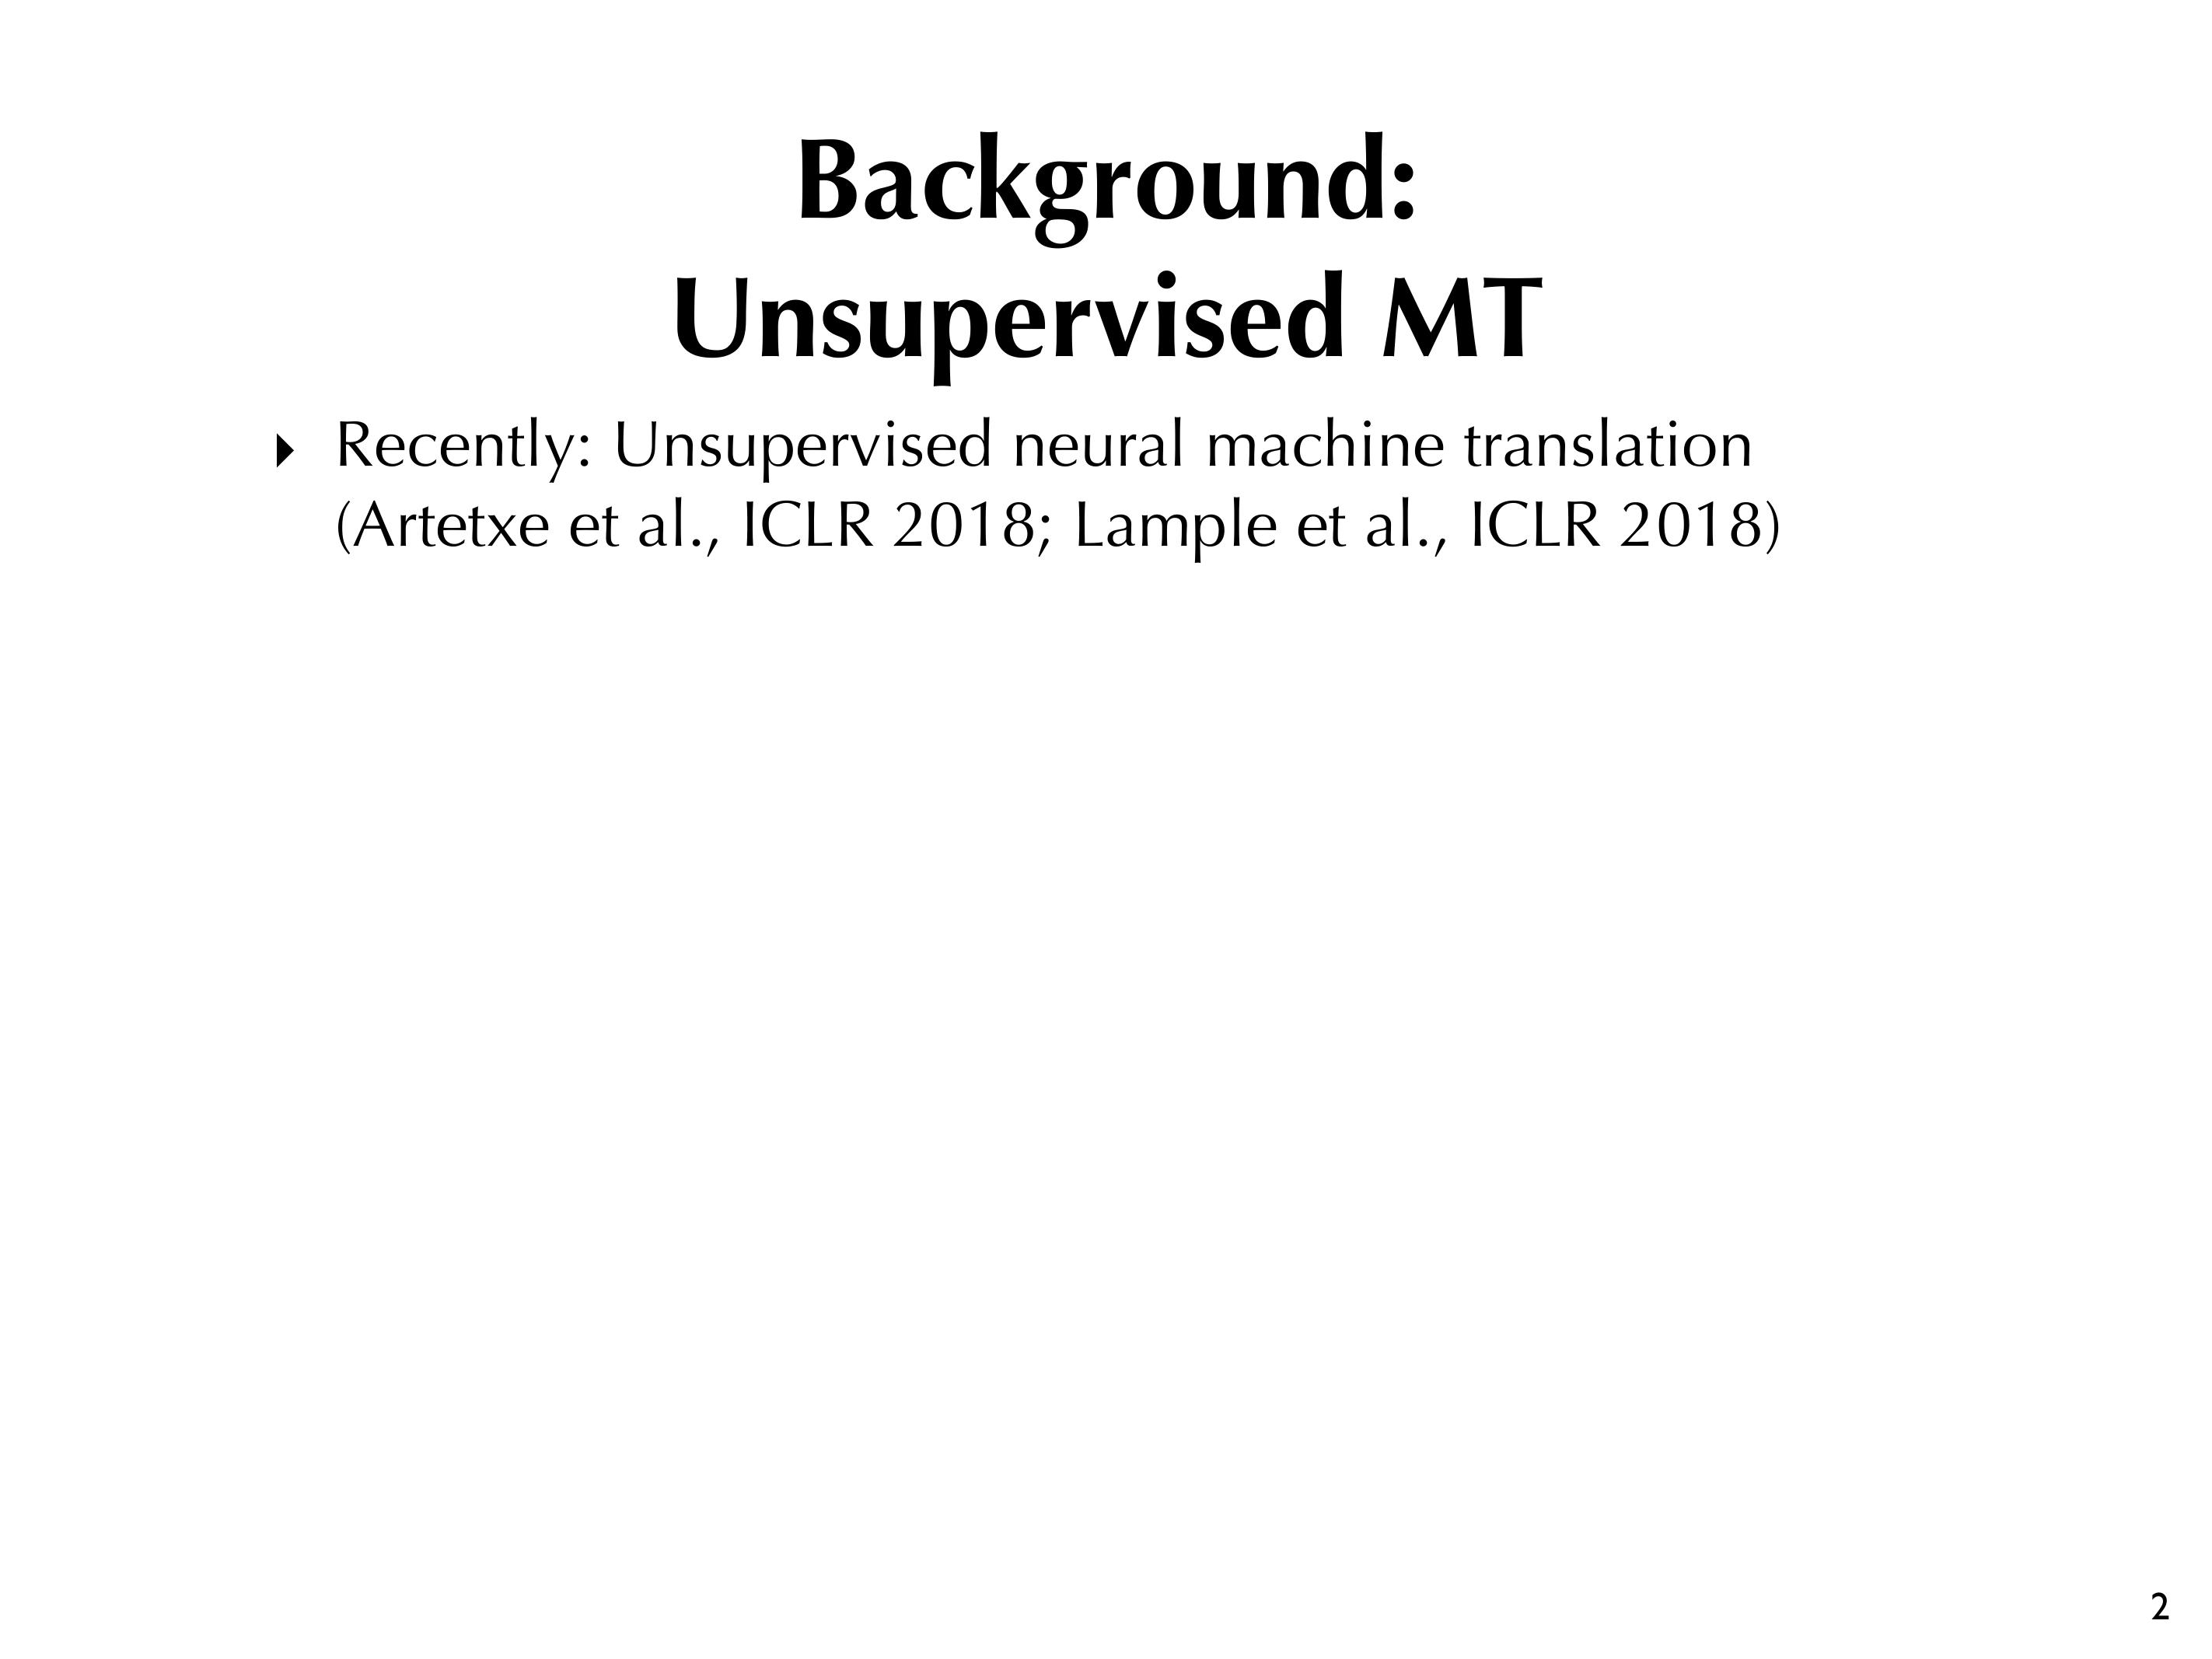 Background:
Unsupervised MT
Recently: Unsupervised neural machine translation
(Artetxe et al., ICLR 2018; Lample et al., ICLR 2018)
2